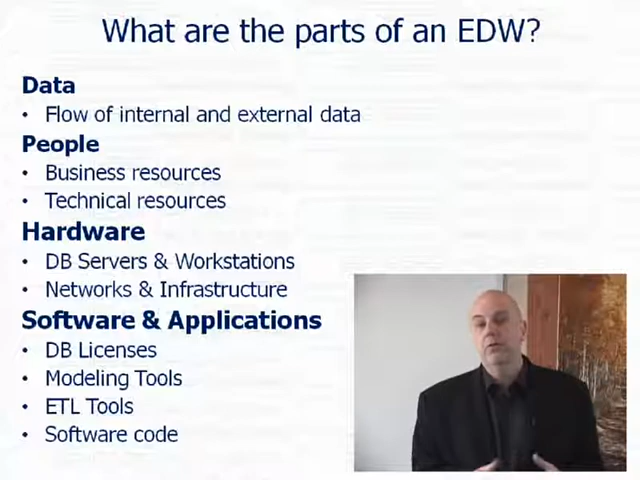 What are the parts of an EDW?
Data
• Flow of internal and external data
People
• Business resources
• Technical resources
Hardware
• DB Servers & Workstations
• Networks & Infrastructure
Software & Applications
• DB Licenses
• Modeling Tools
• ETL Tools
• Software code